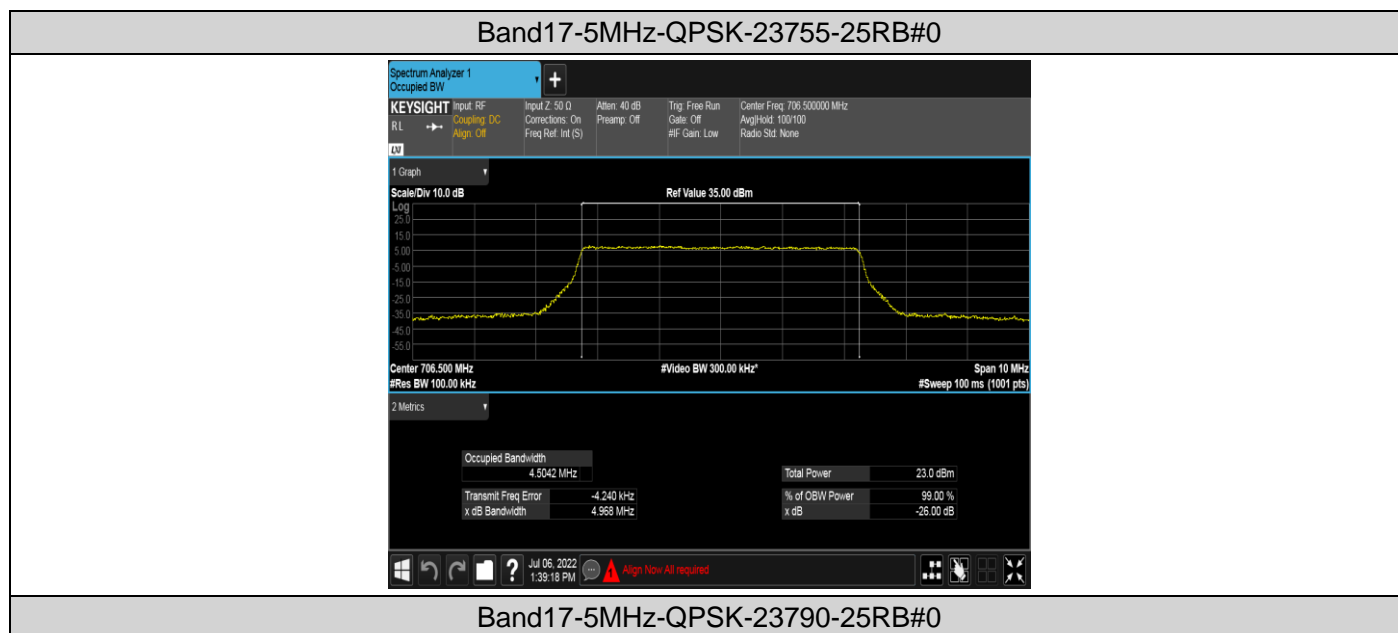 Band17-5MHz-QPSK-23755-25RB#0
Spectrum Analyzer 1
Occupied BW
+
KEYSIGHT
R L
LXI
Input: RF
Coupling: DC
Align: Off
Input Z: 50 Ω
Corrections: On
Freq Ref: Int (S)
Atten: 40 dB
Preamp: Off
Trig: Free Run
Gate: Off
#IF Gain: Low
Center Freq: 706.500000 MHz
Avg|Hold: 100/100
Radio Std: None
1 Graph
Scale/Div 10.0 dB
Ref Value 35.00 dBm
Log
25.0
15.0
5.00
-5.00
-15.0
-25.0
-35.0
-45.0
-55.0
Center 706.500 MHz
#Video BW 300.00 kHz*
Span 10 MHz
#Res BW 100.00 kHz
#Sweep 100 ms (1001 pts)
2 Metrics
Occupied Bandwidth
4.5042 MHz
Total Power 23.0 dBm
Transmit Freq Error -4.240 kHz
% of OBW Power 99.00 %
x dB Bandwidth 4.968 MHz
x dB -26.00 dB
?
Jul 06, 2022
1:39:18 PM
Align Now All required
Band17-5MHz-QPSK-23790-25RB#0